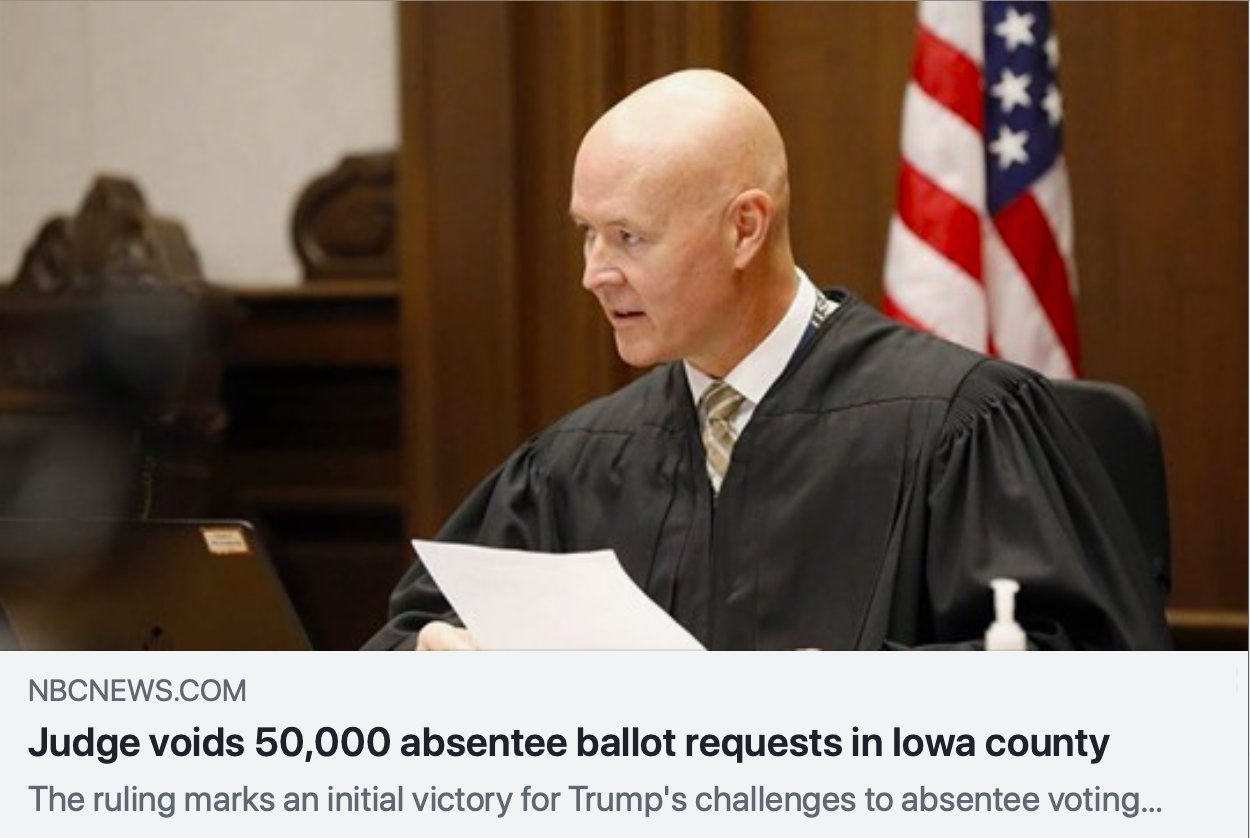 NBCNEWS.COM
Judge voids 50,000 absentee ballot requests in Iowa county
The ruling marks an initial victory for Trump's challenges to absentee voting...